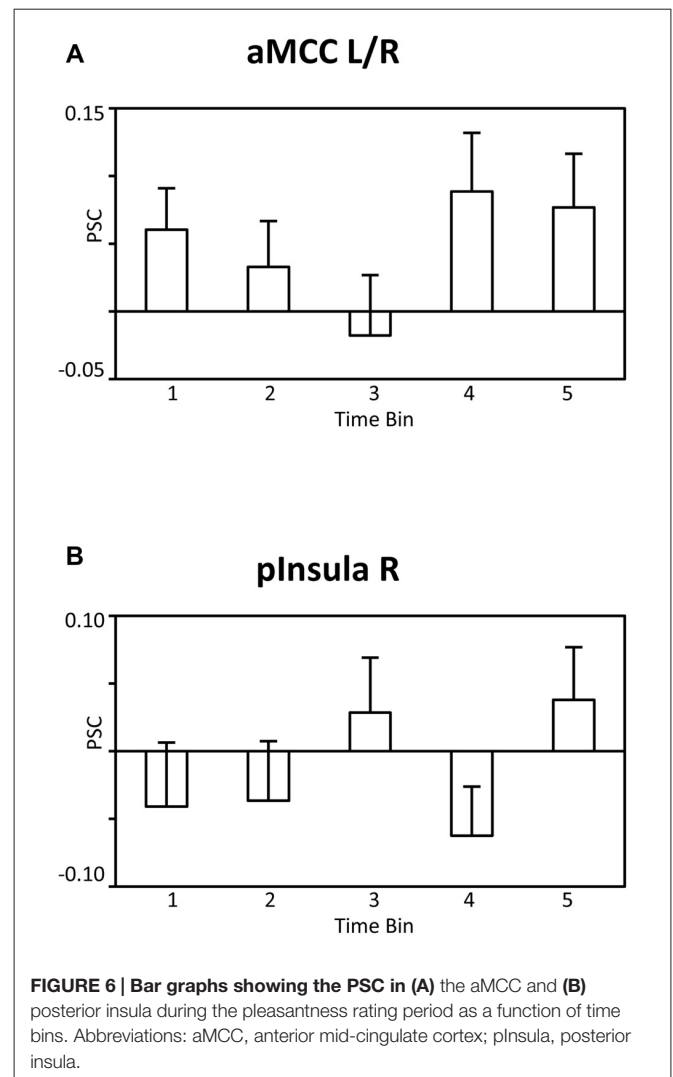 A
aMCC L/R
0.15
PSC
-0.05
1 2 3 4 5
Time Bin
B
pInsula R
0.10
PSC
-0.10
1 2 3 4 5
Time Bin
FIGURE 6 | Bar graphs showing the PSC in (A) the aMCC and (B)
posterior insula during the pleasantness rating period as a function of time
bins. Abbreviations: aMCC, anterior mid-cingulate cortex; pInsula, posterior
insula.